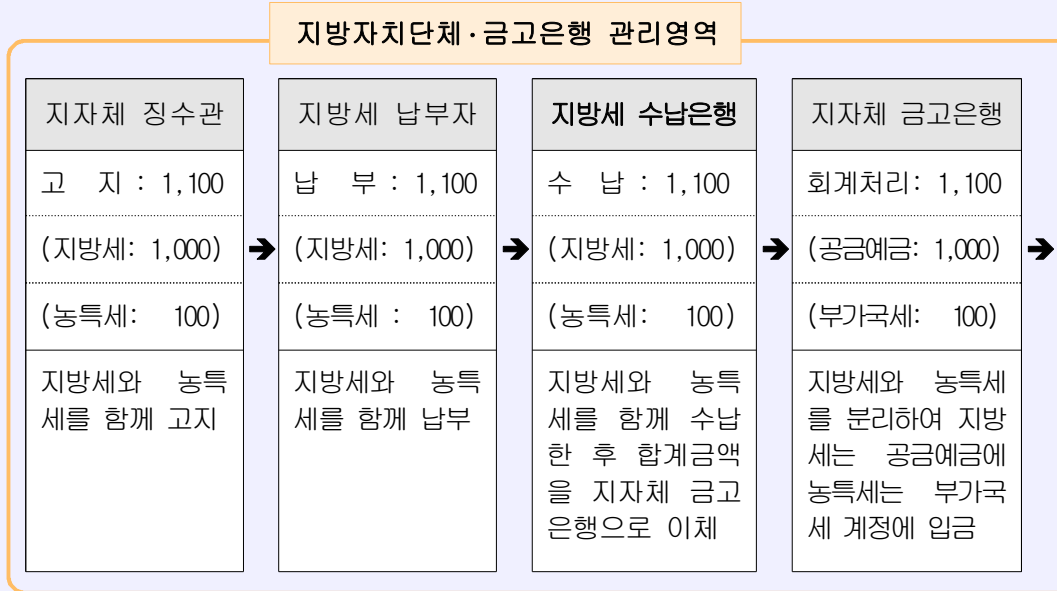 지방자치단체·금고은행 관리영역
지자체 징수관
고 지 : 1,100
(지방세: 1,000)
(농특세: 100)
지방세와 농특
세를 함께 고지
➔
지방세 납부자
납 부 : 1,100
(지방세: 1,000)
(농특세 : 100)
지방세와 농특
세를 함께 납부
➔
지방세 수납은행
수 납 : 1,100
(지방세: 1,000)
(농특세: 100)
지방세와 농특
세를 함께 수납
한 후 합계금액
을 지자체 금고
은행으로 이체
➔
지자체 금고은행
회계처리: 1,100
(공금예금: 1,000)
(부가국세: 100)
지방세와 농특세
를 분리하여 지방
세는 공금예금에
농특세는 부가국
세 계정에 입금
➔